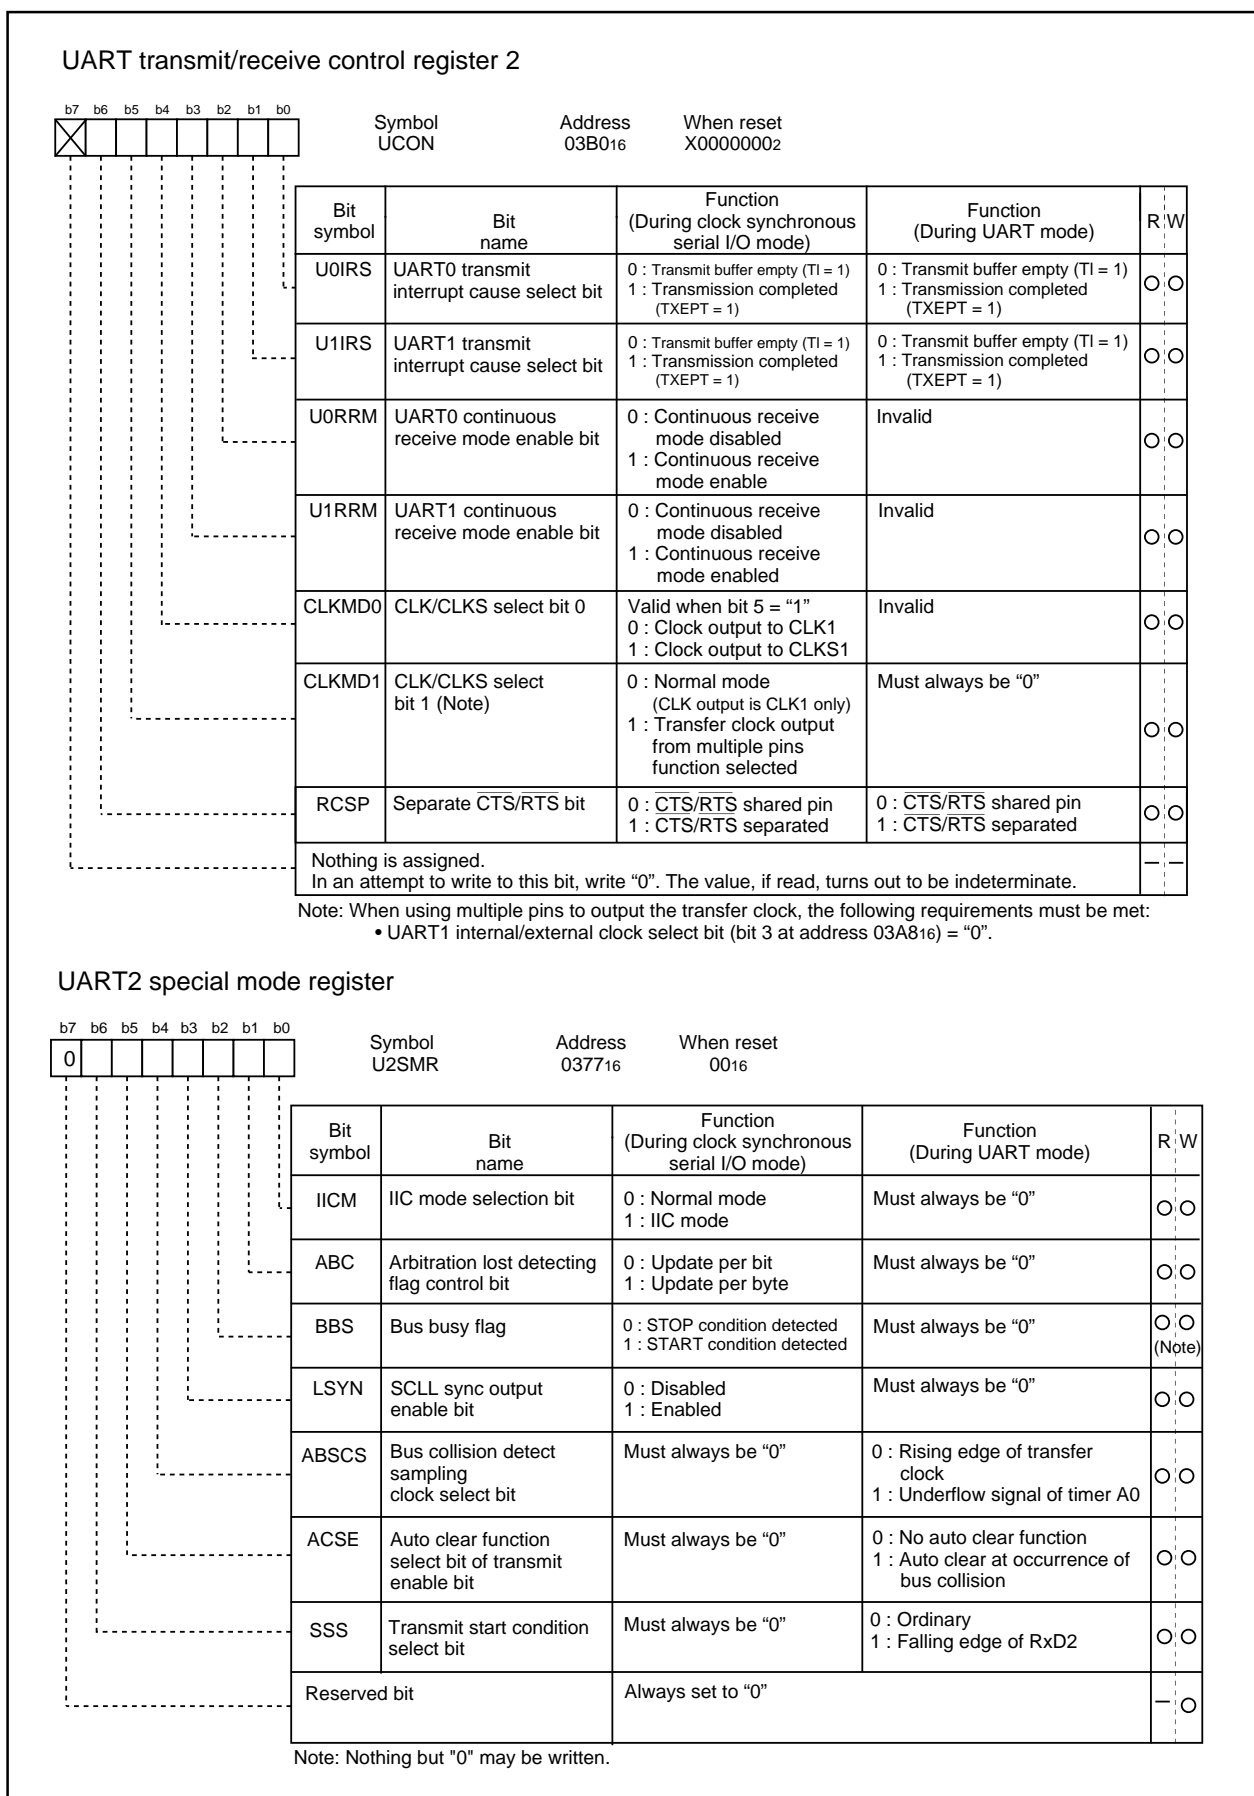 UART transmit/receive control register 2
b7 b6 b5 b4 b3 b2 b1 b0
Symbol Address When reset
UCON 03B016 X00000002
Bit symbol Bit name Function (During clock synchronous serial I/O mode) Function (During UART mode) R W
U0IRS UART0 transmit interrupt cause select bit
0 : Transmit buffer empty (TI = 1)
1 : Transmission completed
(TXEPT = 1)
0 : Transmit buffer empty (TI = 1)
1 : Transmission completed
(TXEPT = 1)
U1IRS UART1 transmit interrupt cause select bit
0 : Transmit buffer empty (TI = 1)
1 : Transmission completed
(TXEPT = 1)
0 : Transmit buffer empty (TI = 1)
1 : Transmission completed
(TXEPT = 1)
U0RRM UART0 continuous receive mode enable bit
0 : Continuous receive
mode disabled
1 : Continuous receive
mode enable
Invalid
U1RRM UART1 continuous receive mode enable bit
0 : Continuous receive
mode disabled
1 : Continuous receive
mode enabled
Invalid
CLKMD0 CLK/CLKS select bit 0
Valid when bit 5 = “1”
0 : Clock output to CLK1
1 : Clock output to CLKS1
Invalid
CLKMD1 CLK/CLKS select bit 1 (Note)
0 : Normal mode
(CLK output is CLK1 only)
1 : Transfer clock output
from multiple pins
function selected
Must always be “0”
RCSP Separate CTS/RTS bit
0 : CTS/RTS shared pin
1 : CTS/RTS separated
0 : CTS/RTS shared pin
1 : CTS/RTS separated
Nothing is assigned.
In an attempt to write to this bit, write “0”. The value, if read, turns out to be indeterminate.
Note: When using multiple pins to output the transfer clock, the following requirements must be met:
• UART1 internal/external clock select bit (bit 3 at address 03A816) = “0”.
UART2 special mode register
b7 b6 b5 b4 b3 b2 b1 b0
0
Symbol Address When reset
U2SMR 037716 0016
Bit symbol Bit name Function (During clock synchronous serial I/O mode) Function (During UART mode) R W
IICM IIC mode selection bit
0 : Normal mode
1 : IIC mode
Must always be “0”
ABC Arbitration lost detecting flag control bit
0 : Update per bit
1 : Update per byte
Must always be “0”
BBS Bus busy flag
0 : STOP condition detected
1 : START condition detected
Must always be “0”
(Note)
LSYN SCLL sync output enable bit
0 : Disabled
1 : Enabled
Must always be “0”
ABSCS Bus collision detect sampling clock select bit
Must always be “0”
0 : Rising edge of transfer
clock
1 : Underflow signal of timer A0
ACSE Auto clear function select bit of transmit enable bit
Must always be “0”
0 : No auto clear function
1 : Auto clear at occurrence of
bus collision
SSS Transmit start condition select bit
Must always be “0”
0 : Ordinary
1 : Falling edge of RxD2
Reserved bit Always set to “0”
Note: Nothing but "0" may be written.